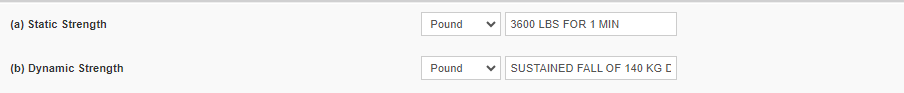 (a) Static Strength Pound 3600 LBS FOR 1 MIN
(b) Dynamic Strength Pound SUSTAINED FALL OF 140 KG